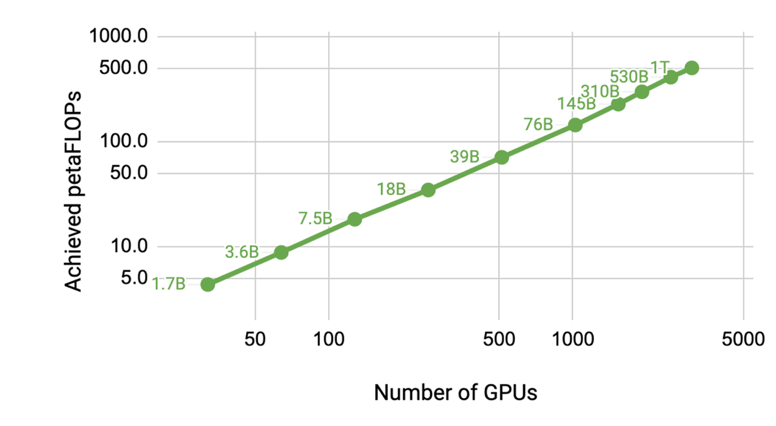 1000.0
500.0
100.0
50.0
10.0
5.0
Achieved petaFLOPs
1.7B
3.6B
7.5B
18B
39B
76B
145B
310B
530B
1T
50
100
500
1000
5000
Number of GPUs